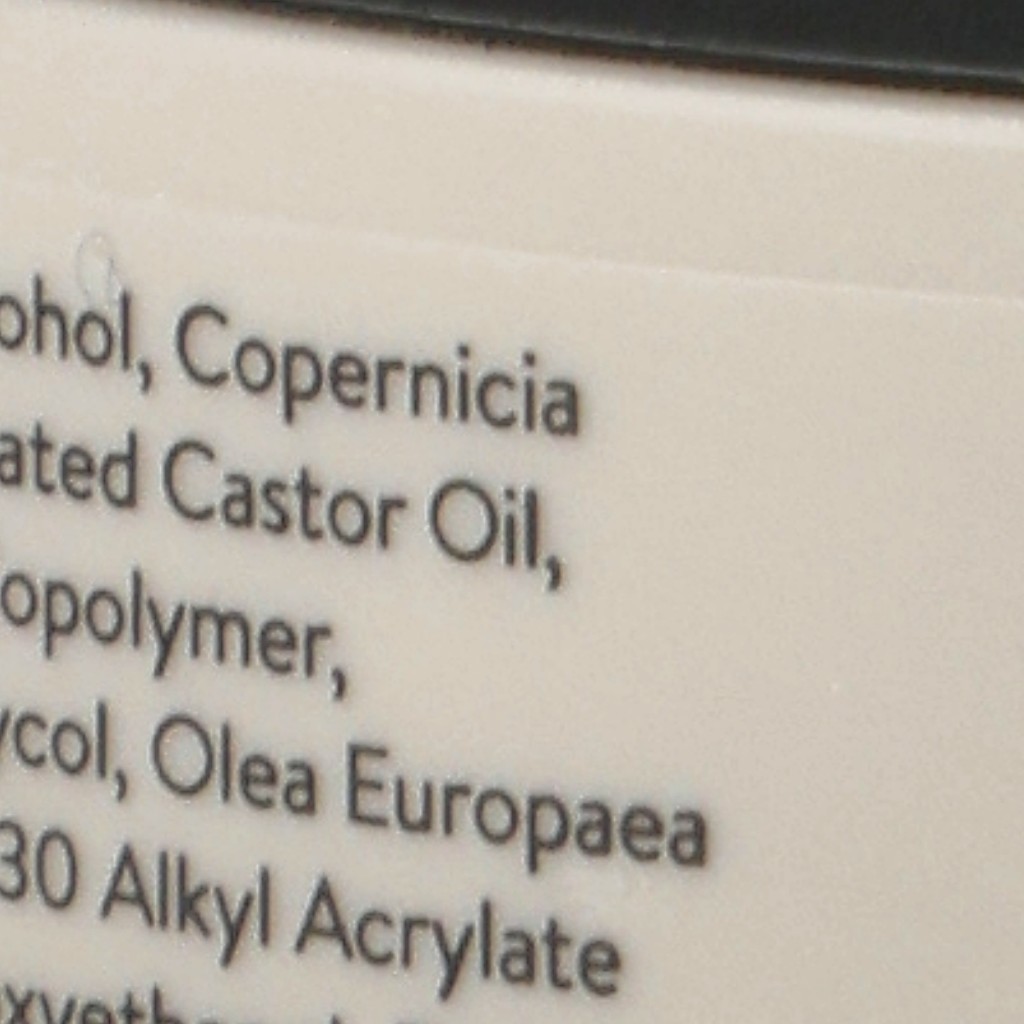 ohol, Copernicia
ated Castor Oil,
opolymer,
ycol, Olea Europaea
30 Alkyl Acrylate